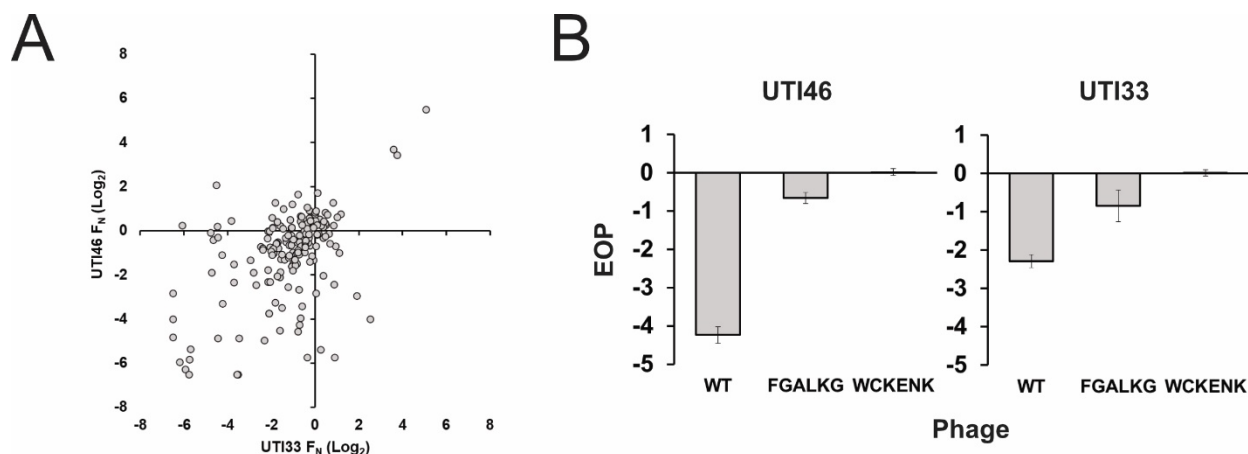 A
8
6
4
2
0
-2
-4
-6
-8
UTI46 FN (Log2)
-8 -6 -4 -2 0 2 4 6 8
UTI33 FN (Log2)
B
UTI46
1
0
-1
-2
-3
-4
-5
EOP
WT FGALKG WCKENK
UTI33
1
0
-1
-2
-3
-4
-5
WT FGALKG WCKENK
Phage